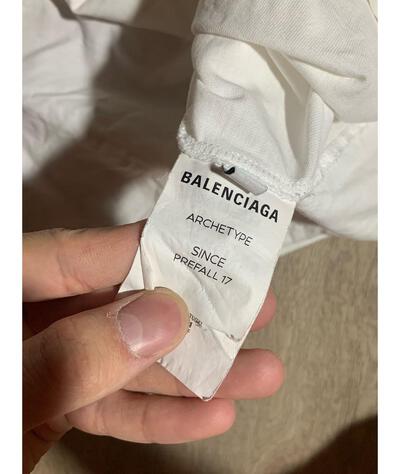 BALENCIAGA
ARCHETYPE
SINCE
PREFALL 17